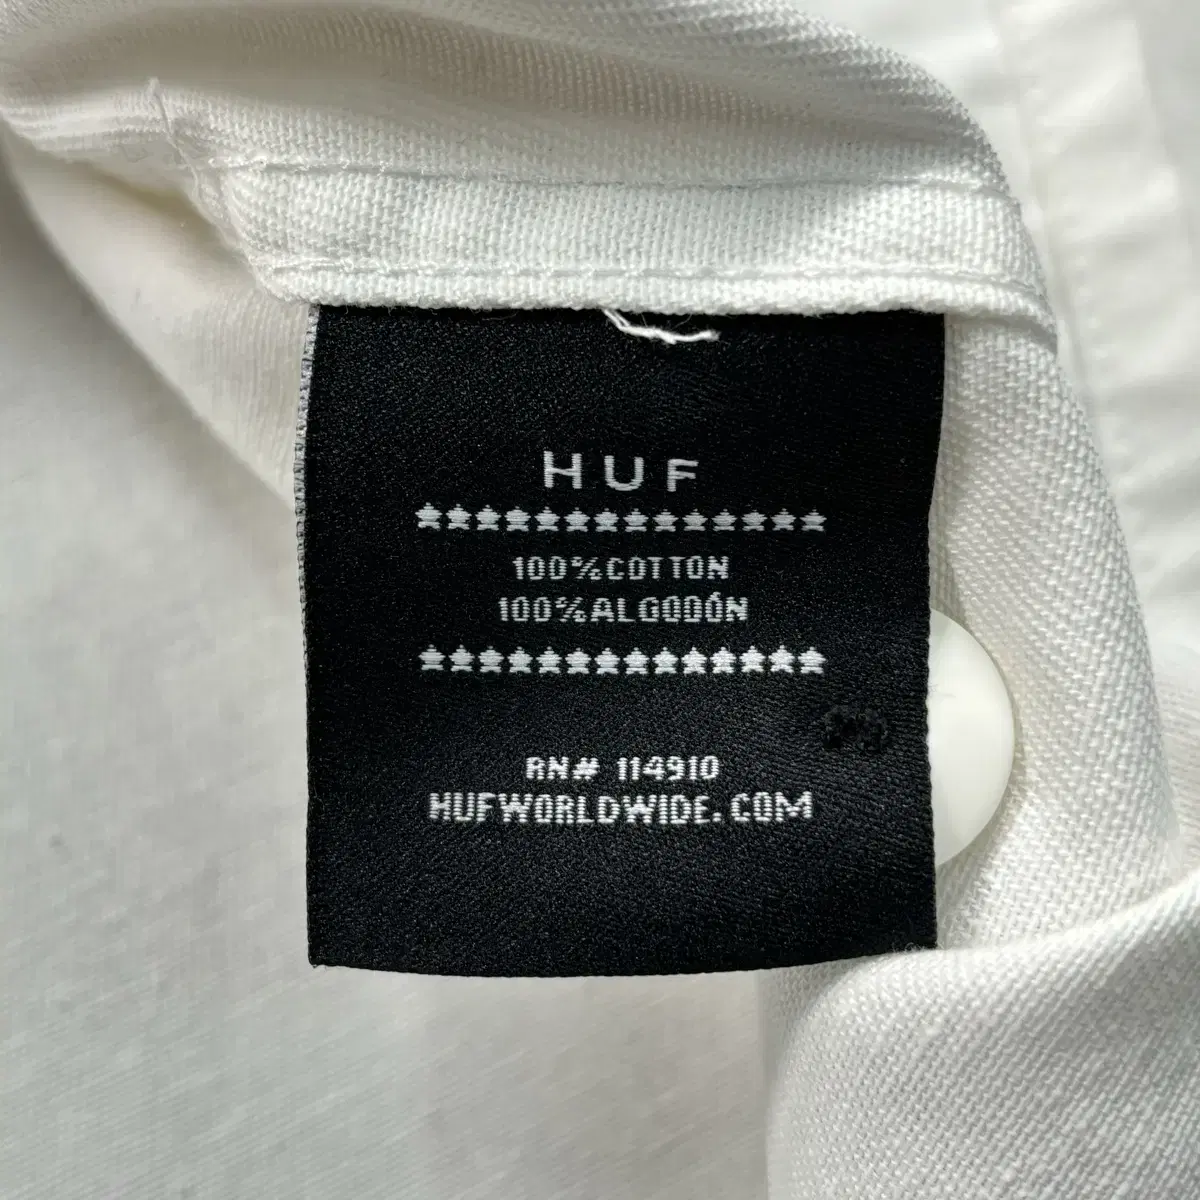 HUF
100%COTTON
100%ALGODÓN
RN# 114910
HUFWORLDWIDE.COM